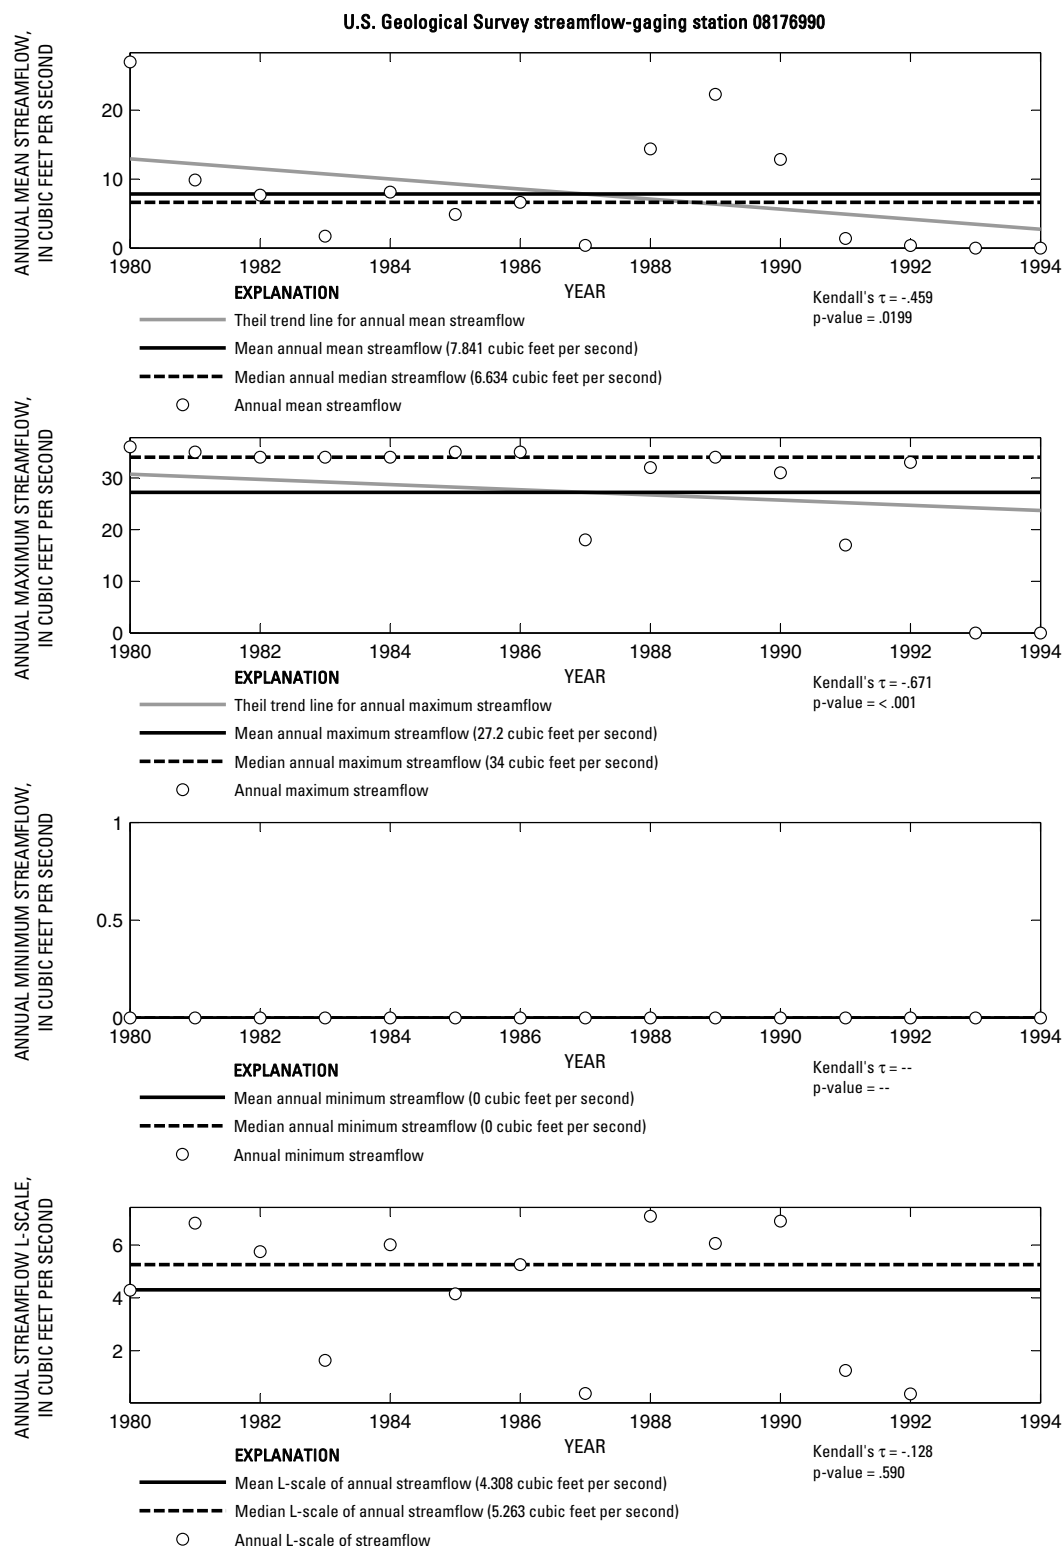 U.S. Geological Survey streamflow-gaging station 08176990
ANNUAL MEAN STREAMFLOW,
IN CUBIC FEET PER SECOND
20
10
0
1980 1982 1984 1986 1988 1990 1992 1994
YEAR
EXPLANATION
Theil trend line for annual mean streamflow
Mean annual mean streamflow (7.841 cubic feet per second)
Median annual median streamflow (6.634 cubic feet per second)
Annual mean streamflow
Kendall's τ = -.459
p-value = .0199
ANNUAL MAXIMUM STREAMFLOW,
IN CUBIC FEET PER SECOND
30
20
10
0
1980 1982 1984 1986 1988 1990 1992 1994
YEAR
EXPLANATION
Theil trend line for annual maximum streamflow
Mean annual maximum streamflow (27.2 cubic feet per second)
Median annual maximum streamflow (34 cubic feet per second)
Annual maximum streamflow
Kendall's τ = -.671
p-value = < .001
ANNUAL MINIMUM STREAMFLOW,
IN CUBIC FEET PER SECOND
1
0.5
0
1980 1982 1984 1986 1988 1990 1992 1994
YEAR
EXPLANATION
Mean annual minimum streamflow (0 cubic feet per second)
Median annual minimum streamflow (0 cubic feet per second)
Annual minimum streamflow
Kendall's τ = --
p-value = --
ANNUAL STREAMFLOW L-SCALE,
IN CUBIC FEET PER SECOND
6
4
2
1980 1982 1984 1986 1988 1990 1992 1994
YEAR
EXPLANATION
Mean L-scale of annual streamflow (4.308 cubic feet per second)
Median L-scale of annual streamflow (5.263 cubic feet per second)
Annual L-scale of streamflow
Kendall's τ = -.128
p-value = .590